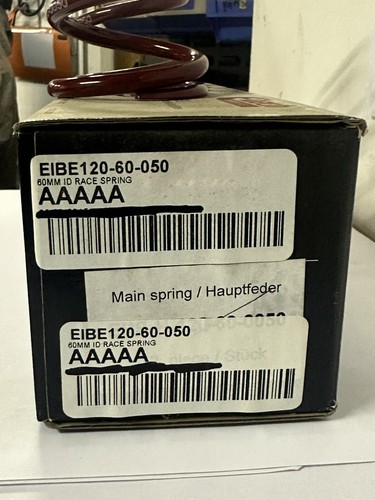 EIBE120-60-050
60MM ID RACE SPRING
AAAAA
Main spring / Hauptfeder
EIBE120-60-050
60MM ID RACE SPRING
AAAAA
/ Stück